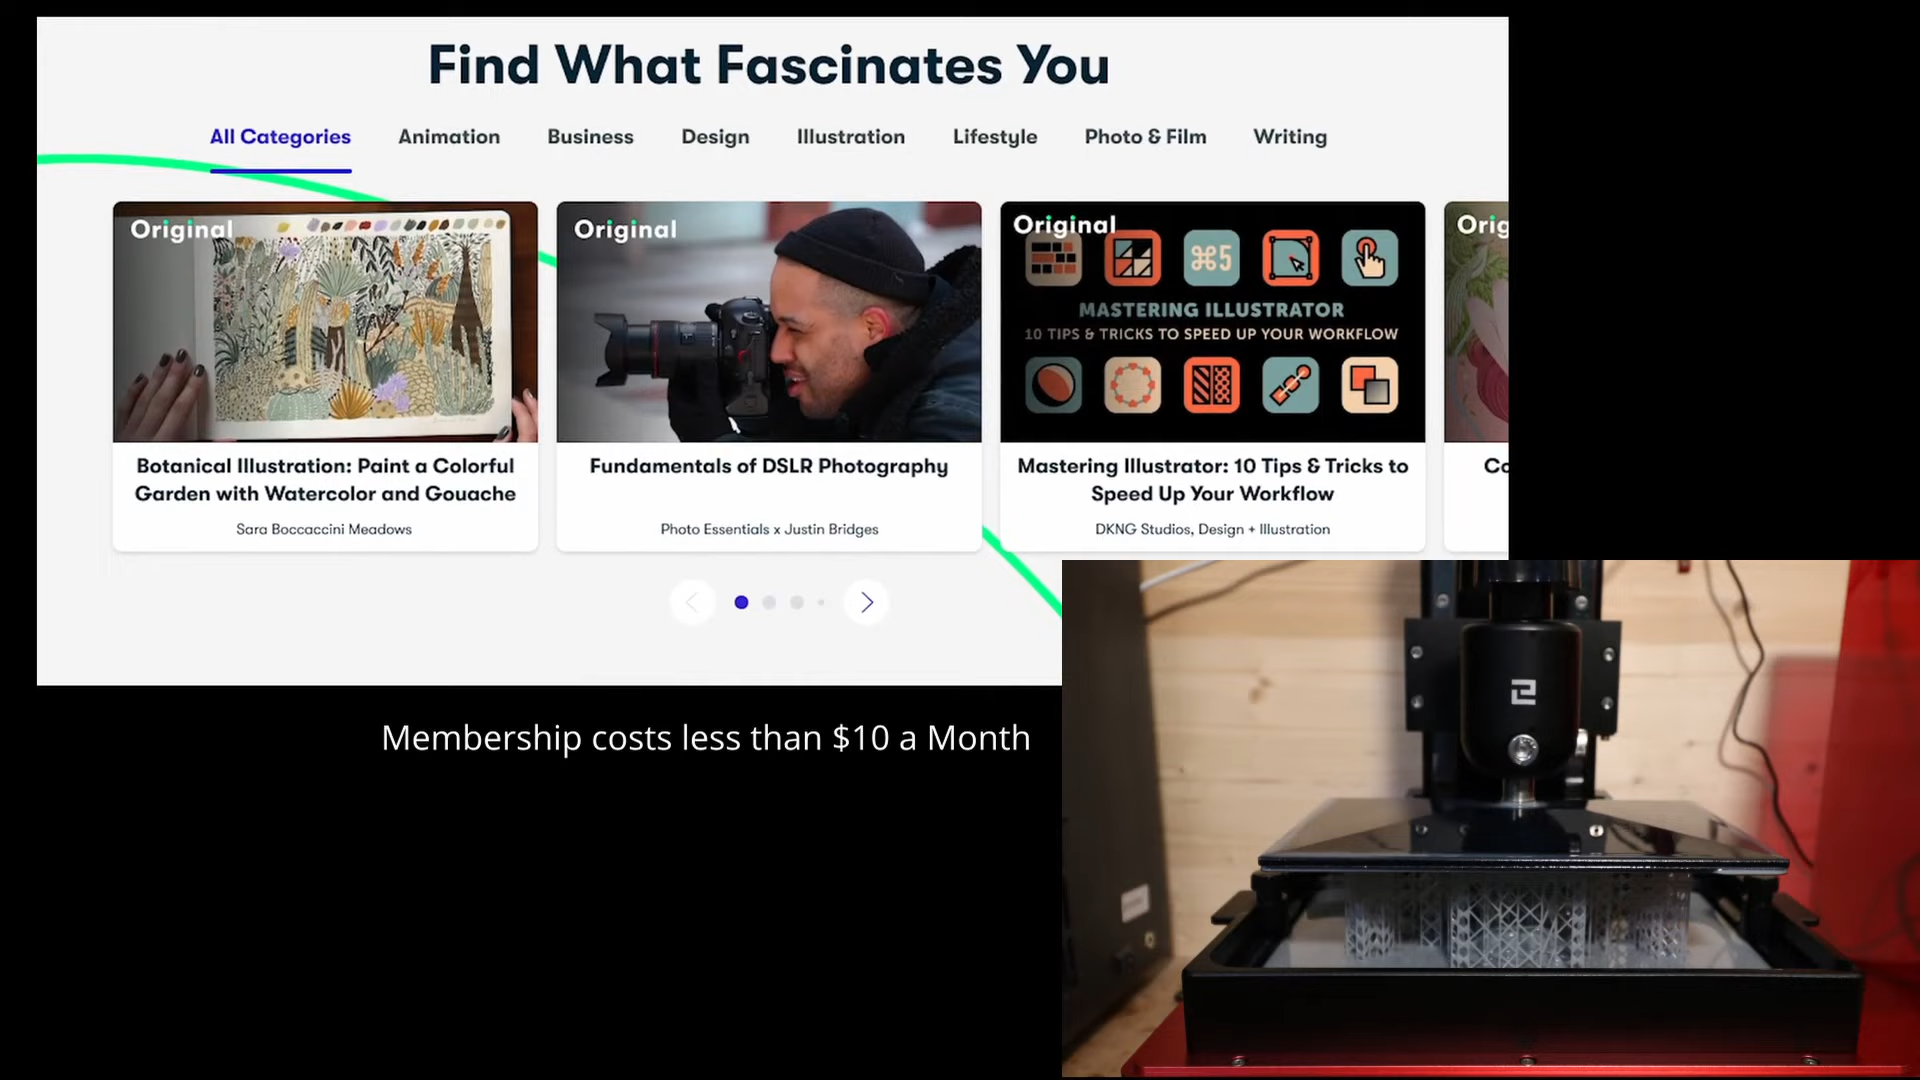 Find What Fascinates You
All Categories Animation Business Design Illustration Lifestyle Photo & Film Writing
Original
Original
Original
Orig
⌘5
MASTERING ILLUSTRATOR
10 TIPS & TRICKS TO SPEED UP YOUR WORKFLOW
Botanical Illustration: Paint a Colorful
Garden with Watercolor and Gouache
Sara Boccaccini Meadows
Fundamentals of DSLR Photography
Photo Essentials x Justin Bridges
Mastering Illustrator: 10 Tips & Tricks to
Speed Up Your Workflow
DKNG Studios, Design + Illustration
Co
Membership costs less than $10 a Month